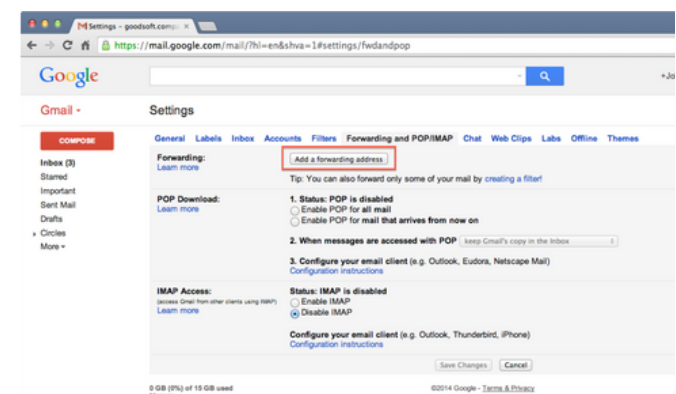 Settings - goodsoft.comp
https://mail.google.com/mail/?hl=en&shva=1#settings/fwdandpop
Google
Gmail
Settings
COMPOSE
General Labels Inbox Accounts Filters Forwarding and POP/IMAP Chat Web Clips Labs Offline Themes
Inbox (3)
Starred
Important
Sent Mail
Drafts
Circles
More
Forwarding:
Learn more
Add a forwarding address
Tip: You can also forward only some of your mail by creating a filter!
POP Download:
Learn more
1. Status: POP is disabled
Enable POP for all mail
Enable POP for mail that arrives from now on
2. When messages are accessed with POP keep Gmail's copy in the Inbox
3. Configure your email client (e.g. Outlook, Eudora, Netscape Mail)
Configuration instructions
IMAP Access:
(access Gmail from other clients using IMAP)
Learn more
Status: IMAP is disabled
Enable IMAP
Disable IMAP
Configure your email client (e.g. Outlook, Thunderbird, iPhone)
Configuration instructions
Save Changes Cancel
0 GB (0%) of 15 GB used
©2014 Google - Terms & Privacy